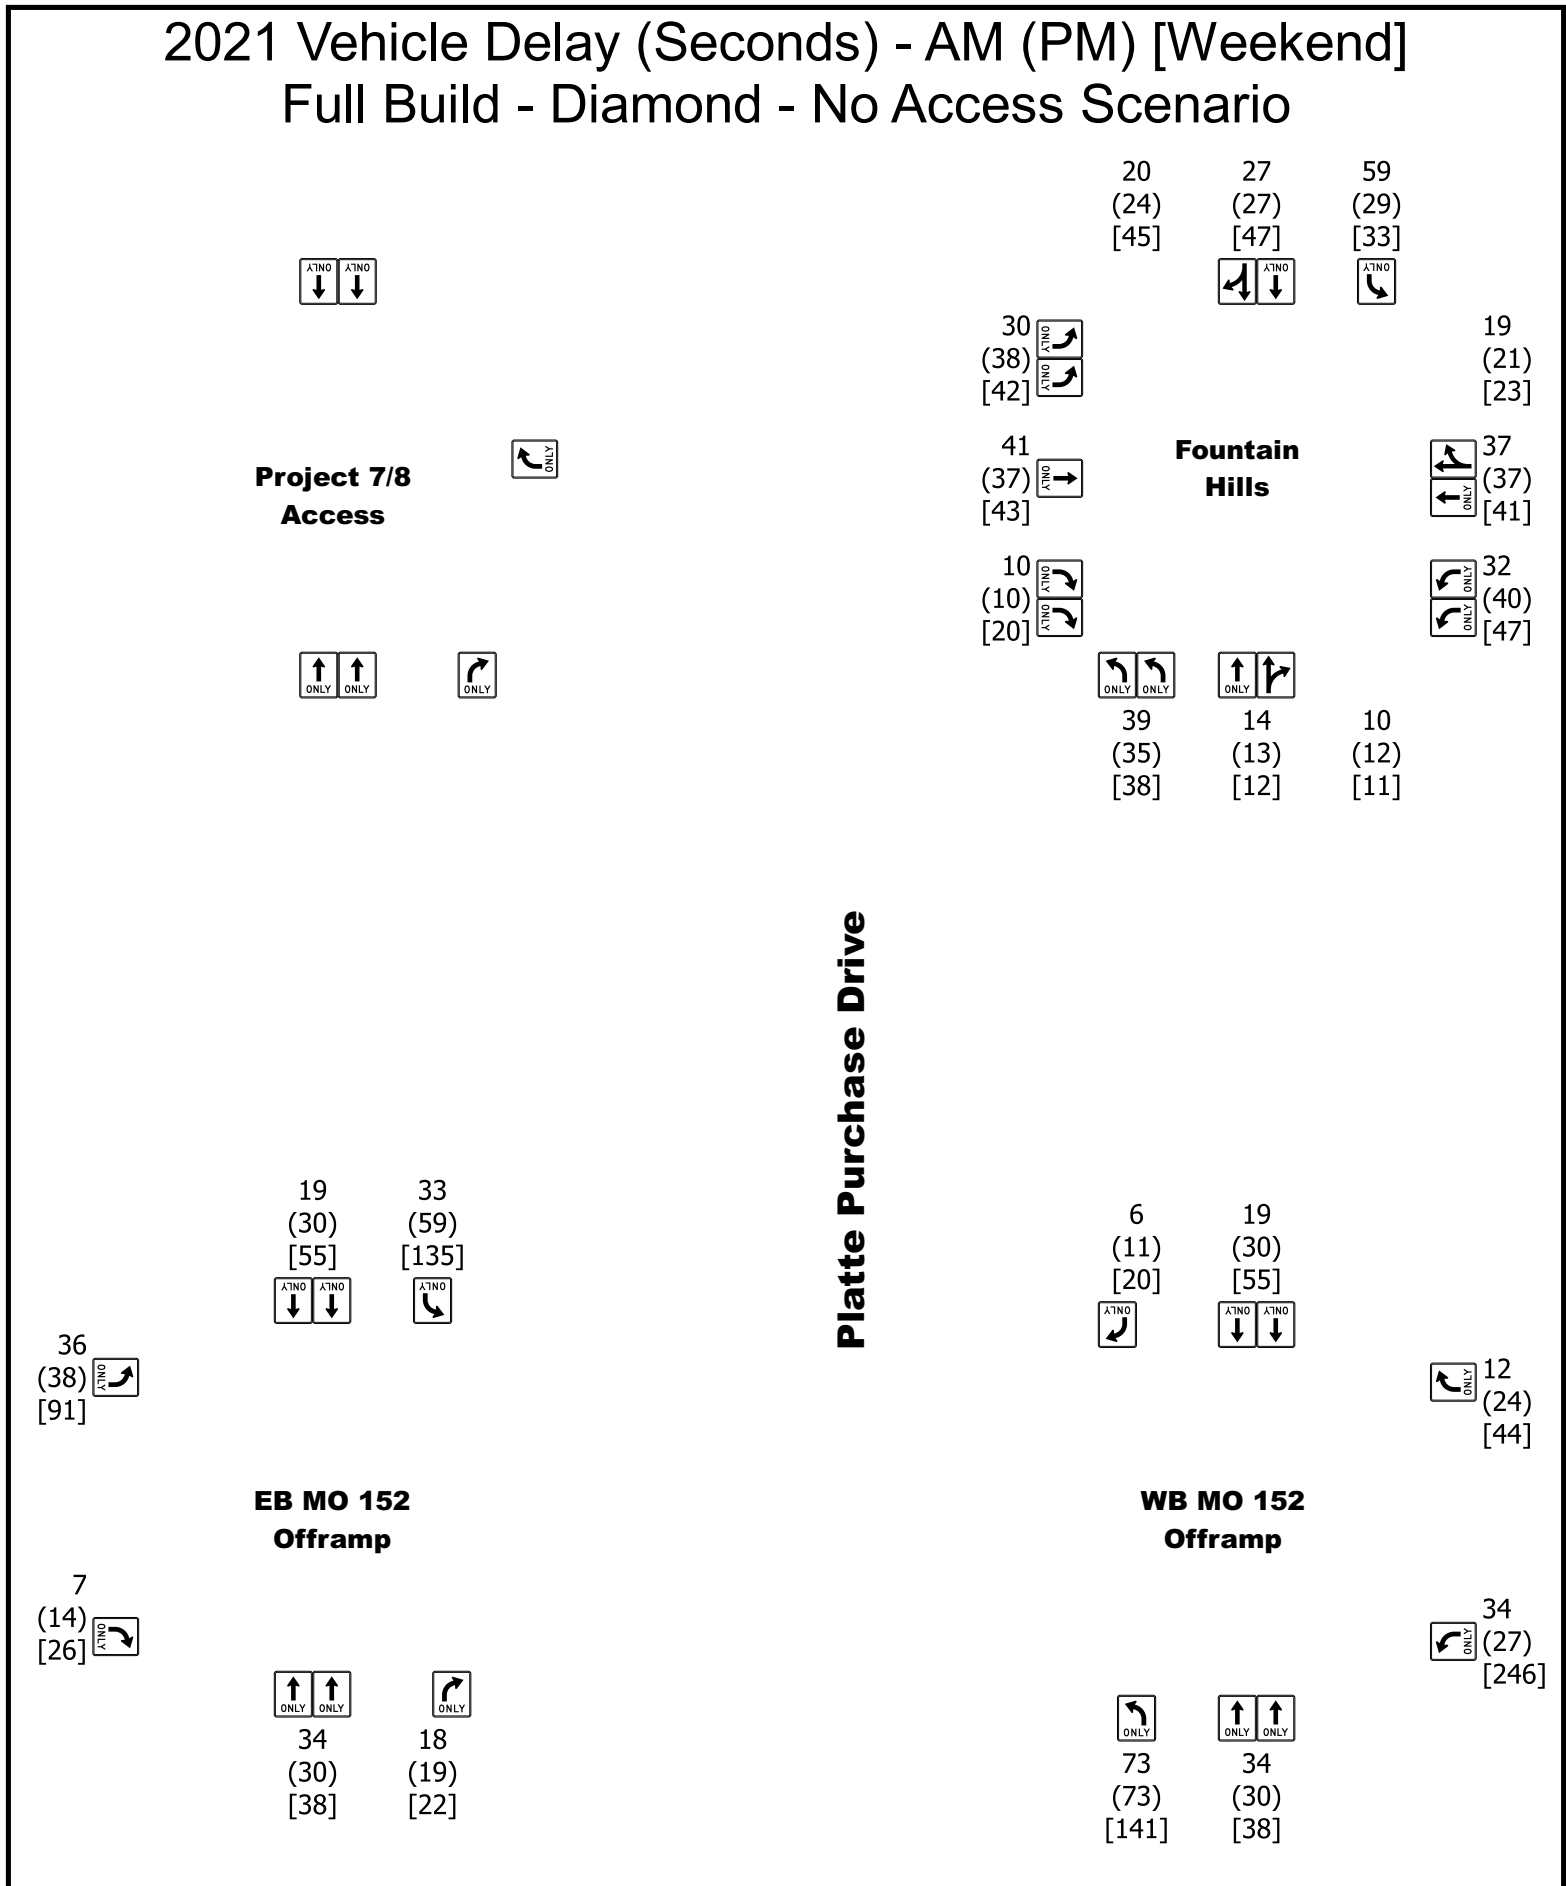 2021 Vehicle Delay (Seconds) - AM (PM) [Weekend]
Full Build - Diamond - No Access Scenario
ONLY ONLY
Project 7/8
Access
ONLY
ONLY ONLY ONLY
20 27 59
(24) (27) (29)
[45] [47] [33]
ONLY ONLY
30
(38)
[42]
ONLY
ONLY
19
(21)
[23]
41
(37)
[43]
ONLY
Fountain
Hills
37
(37)
[41]
ONLY
10
(10)
[20]
ONLY
ONLY
32
(40)
[47]
ONLY
ONLY
ONLY ONLY ONLY
39 14 10
(35) (13) (12)
[38] [12] [11]
Platte Purchase Drive
19 33
(30) (59)
[55] [135]
ONLY ONLY ONLY
36
(38)
[91]
ONLY
EB MO 152
Offramp
7
(14)
[26]
ONLY
ONLY ONLY ONLY
34 18
(30) (19)
[38] [22]
6 19
(11) (30)
[20] [55]
ONLY ONLY ONLY
12
(24)
[44]
ONLY
WB MO 152
Offramp
34
(27)
[246]
ONLY
ONLY ONLY ONLY
73 34
(73) (30)
[141] [38]